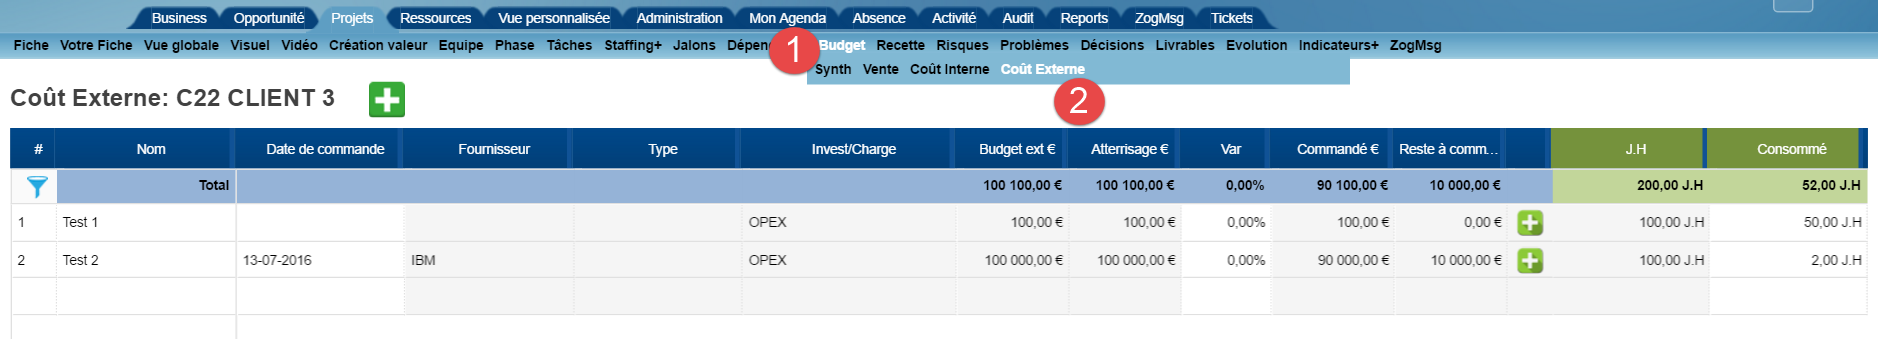 Business Opportunité Projets Ressources Vue personnalisée Administration Mon Agenda Absence Activité Audit Reports ZogMsg Tickets
Fiche Votre Fiche Vue globale Visuel Vidéo Création valeur Equipe Phase Tâches Staffing+ Jalons Dépen 1 Budget Recette Risques Problèmes Décisions Livrables Evolution Indicateurs+ ZogMsg
Synth Vente Coût Interne Coût Externe
2
Coût Externe: C22 CLIENT 3
# Nom Date de commande Fournisseur Type Invest/Charge Budget ext € Atterrisage € Var Commandé € Reste à comm... J.H Consommé
Total 100 100,00 € 100 100,00 € 0,00% 90 100,00 € 10 000,00 € 200,00 J.H 52,00 J.H
1 Test 1 OPEX 100,00 € 100,00 € 0,00% 100,00 € 0,00 € 100,00 J.H 50,00 J.H
2 Test 2 13-07-2016 IBM OPEX 100 000,00 € 100 000,00 € 0,00% 90 000,00 € 10 000,00 € 100,00 J.H 2,00 J.H